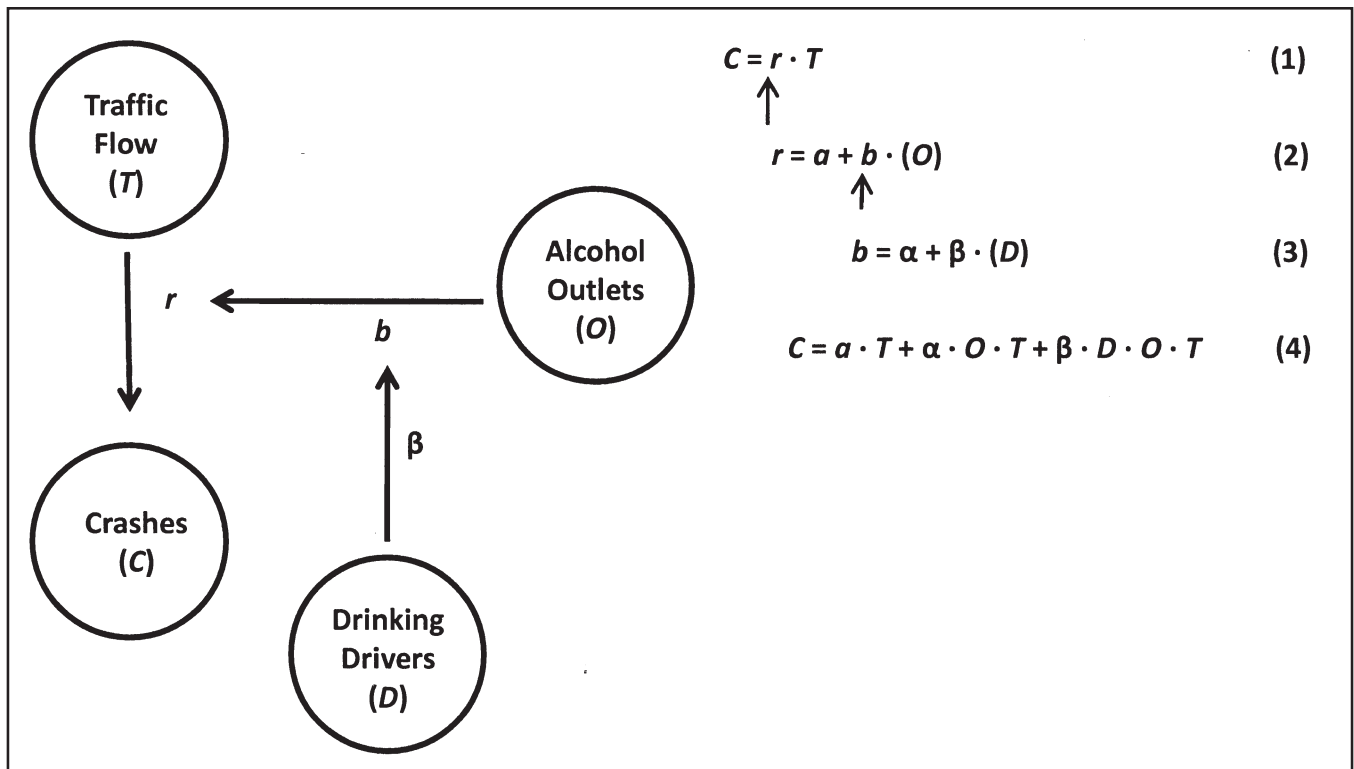 Traffic
Flow
(T)
r
Alcohol
Outlets
(O)
b
β
Crashes
(C)
Drinking
Drivers
(D)
C = r · T (1)
r = a + b · (O) (2)
b = α + β · (D) (3)
C = a · T + α · O · T + β · D · O · T (4)